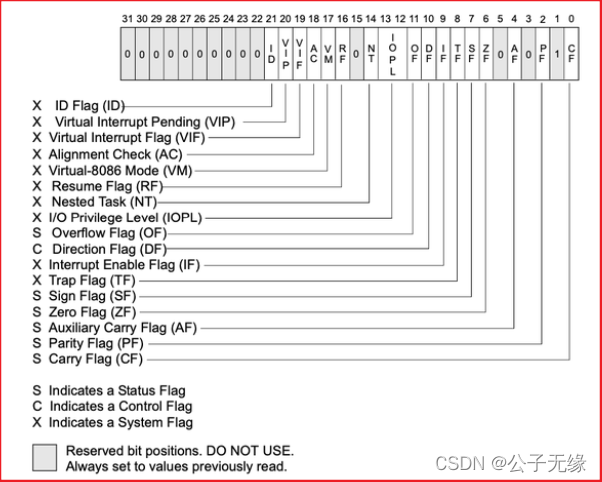 31 30 29 28 27 26 25 24 23 22 21 20 19 18 17 16 15 14 13 12 11 10 9 8 7 6 5 4 3 2 1 0
0 0 0 0 0 0 0 0 0 0 ID VIP VIF AC VM RF 0 NT IOPL OF DF IF TF SF ZF 0 AF 0 PF 1 CF
X ID Flag (ID)
X Virtual Interrupt Pending (VIP)
X Virtual Interrupt Flag (VIF)
X Alignment Check (AC)
X Virtual-8086 Mode (VM)
X Resume Flag (RF)
X Nested Task (NT)
X I/O Privilege Level (IOPL)
S Overflow Flag (OF)
C Direction Flag (DF)
X Interrupt Enable Flag (IF)
X Trap Flag (TF)
S Sign Flag (SF)
S Zero Flag (ZF)
S Auxiliary Carry Flag (AF)
S Parity Flag (PF)
S Carry Flag (CF)
S Indicates a Status Flag
C Indicates a Control Flag
X Indicates a System Flag
Reserved bit positions. DO NOT USE.
Always set to values previously read.
CSDN @公子无缘